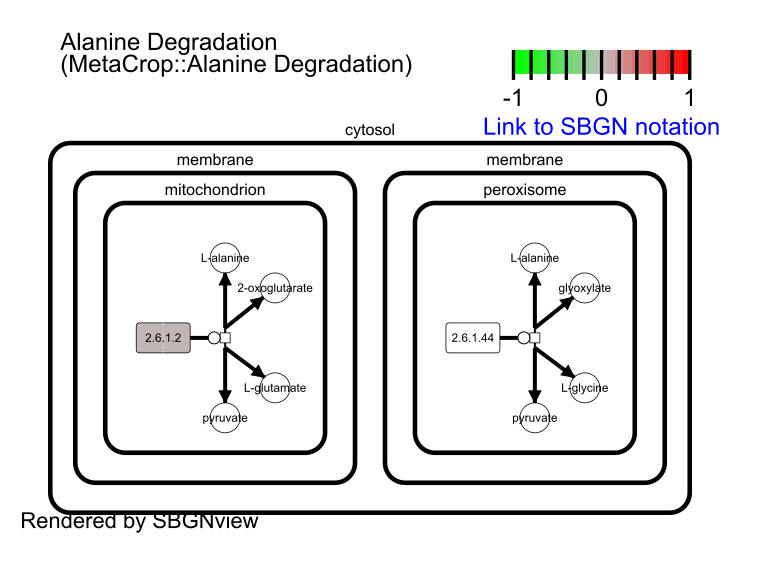 Alanine Degradation
(MetaCrop::Alanine Degradation)
-1 0 1
Link to SBGN notation
cytosol
membrane membrane
mitochondrion peroxisome
L-alanine L-alanine
2-oxoglutarate glyoxylate
2.6.1.2 2.6.1.44
L-glutamate L-glycine
pyruvate pyruvate
Rendered by SBGNview